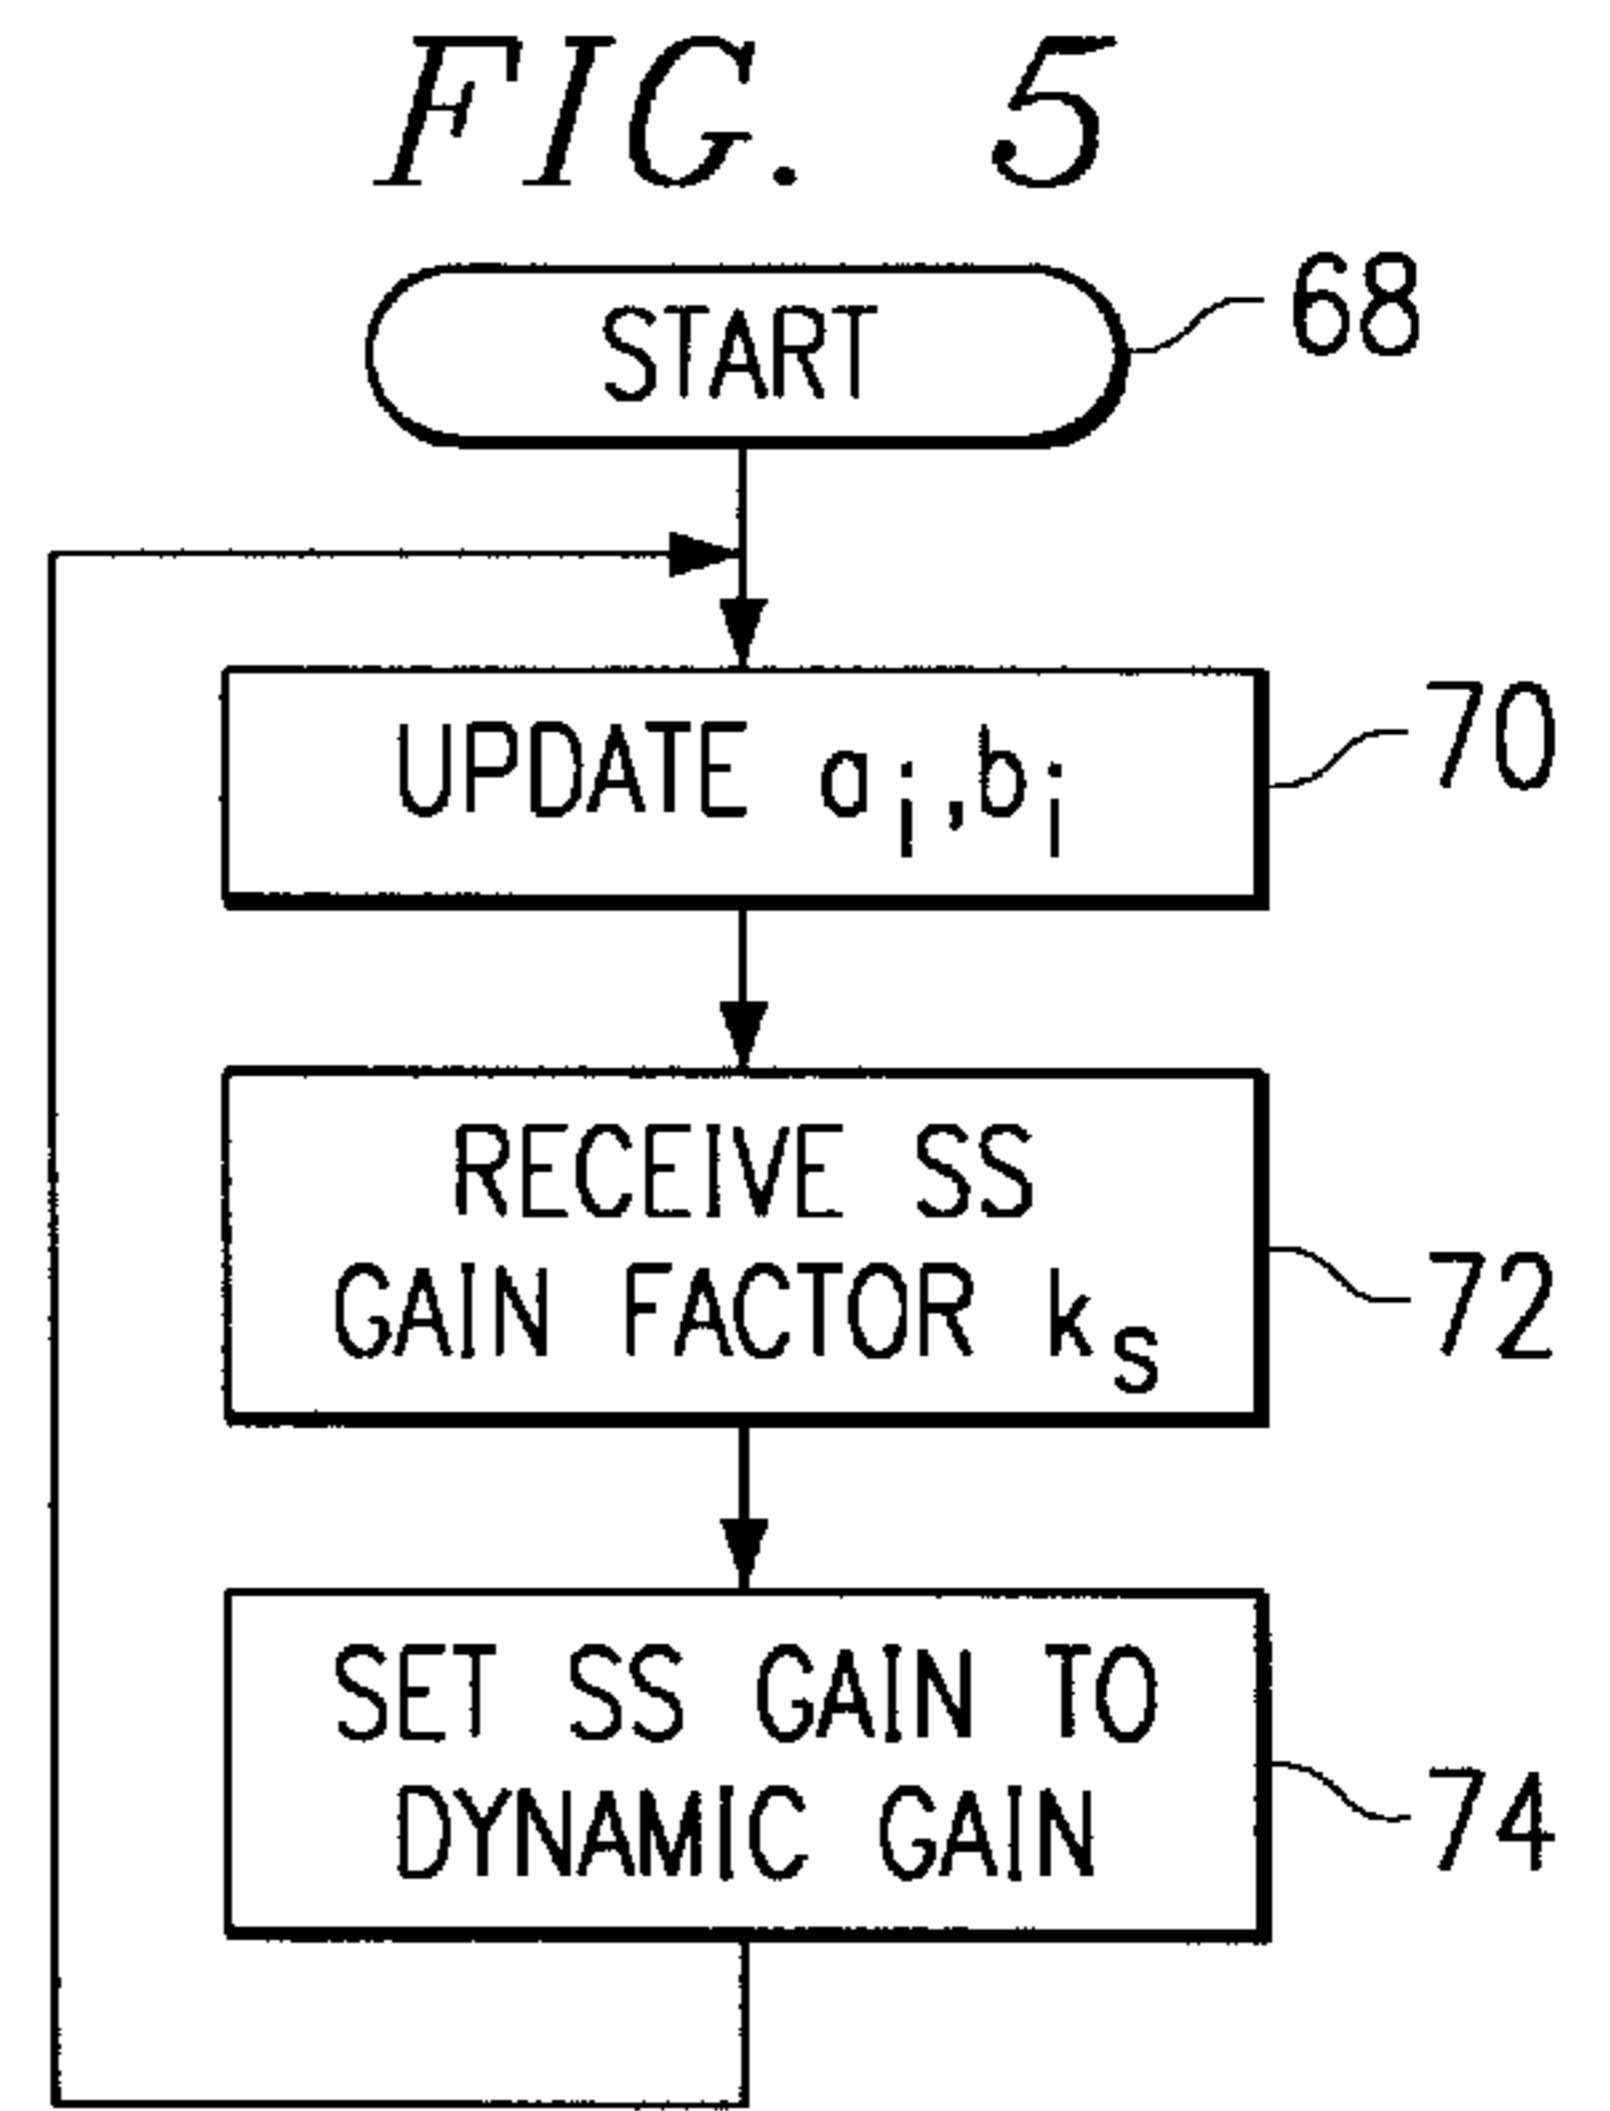 FIG. 5
START
68
UPDATE aᵢ,bᵢ
70
RECEIVE SS
GAIN FACTOR kₛ
72
SET SS GAIN TO
DYNAMIC GAIN
74